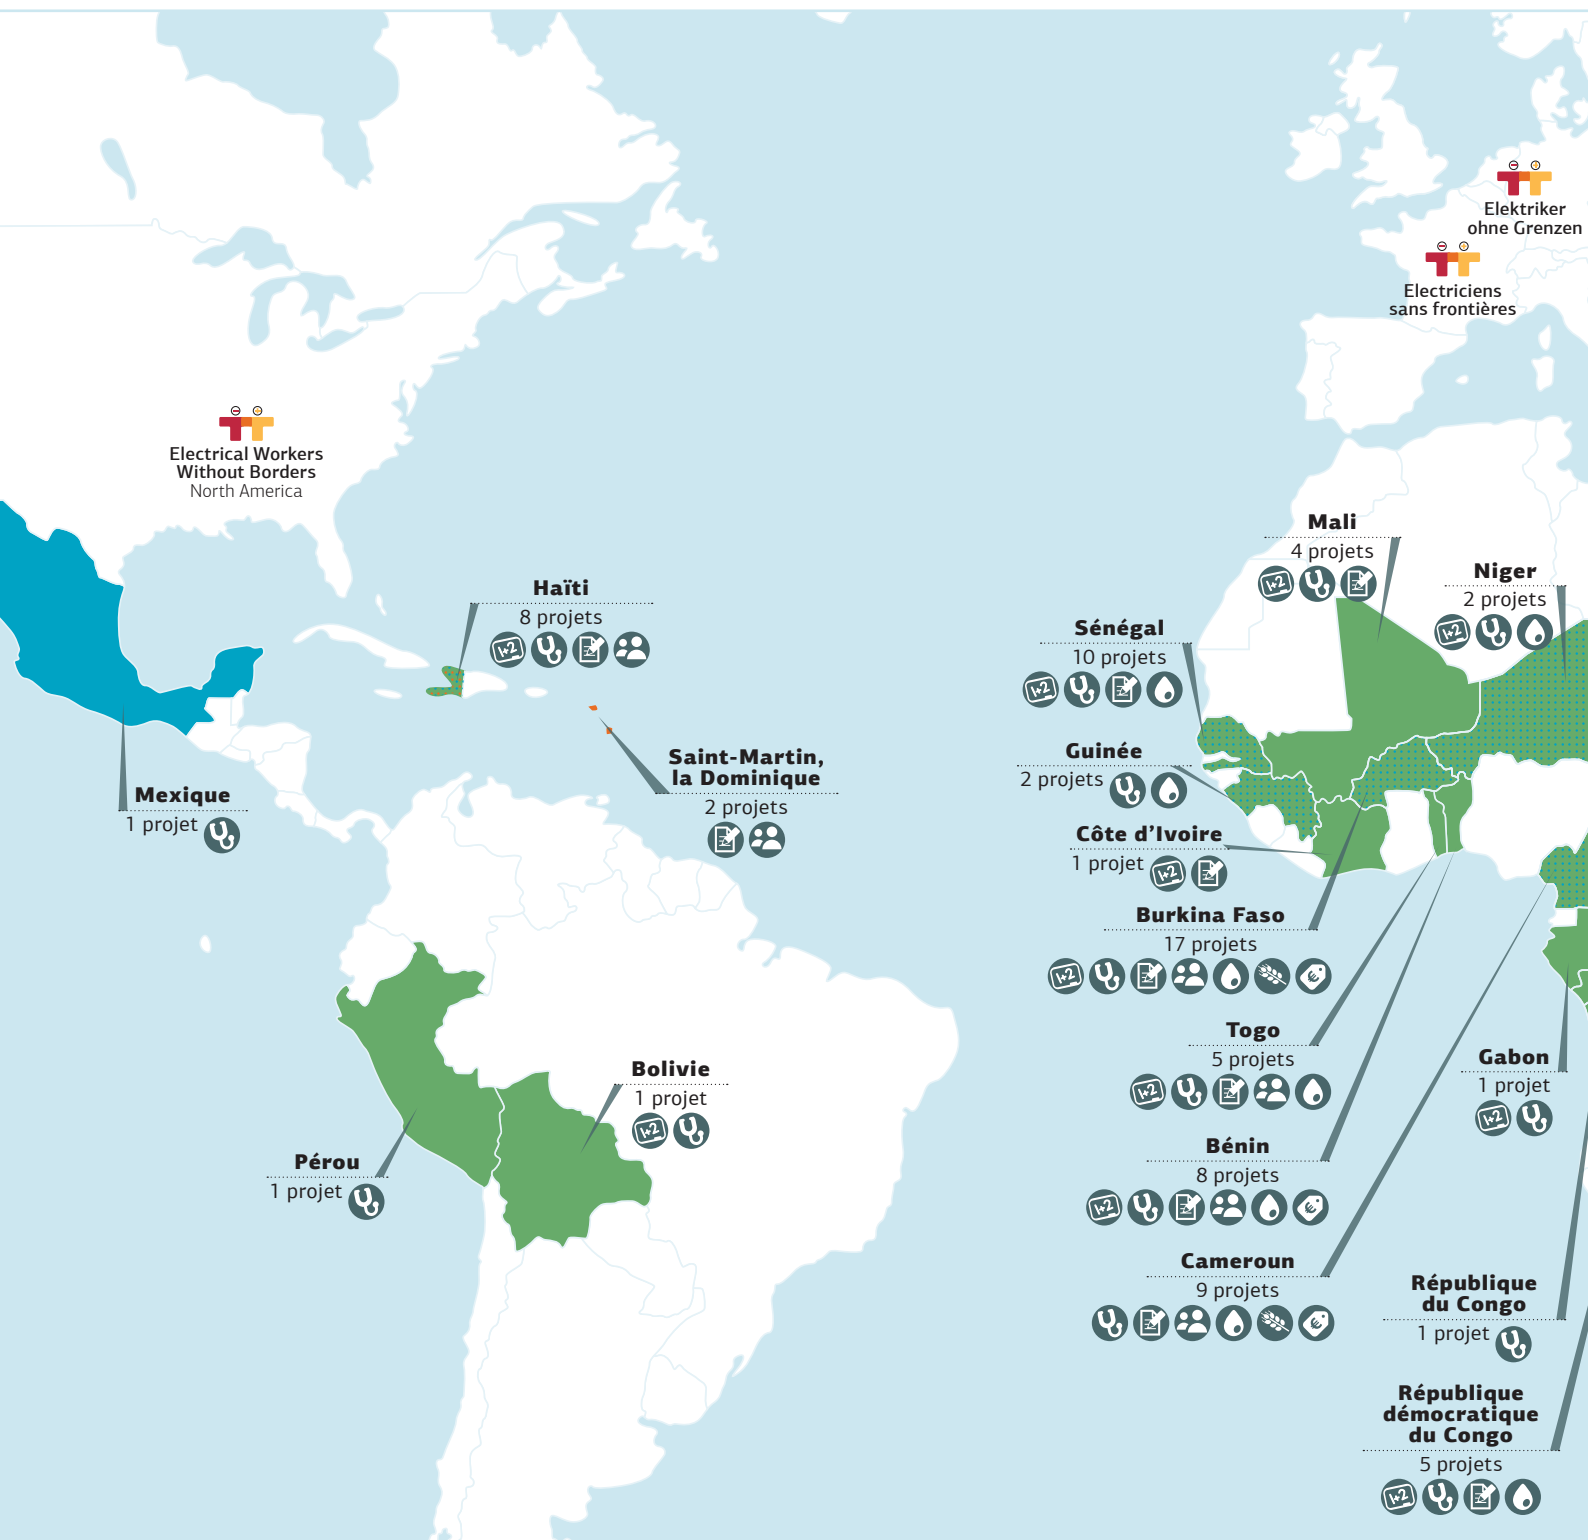 Elektriker
ohne Grenzen
Electriciens
sans frontières
Electrical Workers
Without Borders
North America
Mali
4 projets
Niger
2 projets
Haïti
8 projets
Sénégal
10 projets
Guinée
2 projets
Saint-Martin,
la Dominique
2 projets
Mexique
1 projet
Côte d'Ivoire
1 projet
Burkina Faso
17 projets
Togo
5 projets
Gabon
1 projet
Bolivie
1 projet
Pérou
1 projet
Bénin
8 projets
Cameroun
9 projets
République
du Congo
1 projet
République
démocratique
du Congo
5 projets